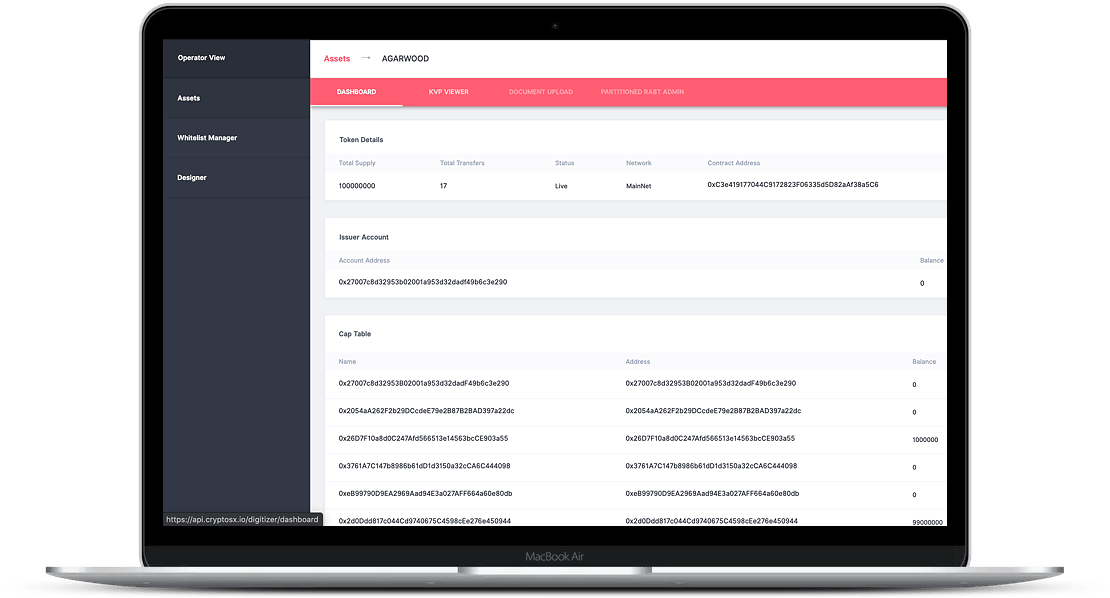 Operator View
Assets
Whitelist Manager
Designer
https://api.cryptosx.io/digitizer/dashboard
Assets → AGARWOOD
DASHBOARD KVP VIEWER DOCUMENT UPLOAD PARTITIONED RABT ADMIN
Token Details
Total Supply Total Transfers Status Network Contract Address
100000000 17 Live MainNet 0xC3e419177044C9172823F06335d5D82aAf38a5C6
Issuer Account
Account Address Balance
0x27007c8d32953b02001a953d32dadf49b6c3e290 0
Cap Table
Name Address Balance
0x27007c8d32953B02001a953d32dadF49b6c3e290 0x27007c8d32953B02001a953d32dadF49b6c3e290 0
0x2054aA262F2b29DCcdeE79e2B87B2BAD397a22dc 0x2054aA262F2b29DCcdeE79e2B87B2BAD397a22dc 0
0x26D7F10a8d0C247Afd566513e14563bcCE903a55 0x26D7F10a8d0C247Afd566513e14563bcCE903a55 1000000
0x3761A7C147b8986b61dD1d3150a32cCA6C444098 0x3761A7C147b8986b61dD1d3150a32cCA6C444098 0
0xeB99790D9EA2969Aad94E3a027AFF664a60e80db 0xeB99790D9EA2969Aad94E3a027AFF664a60e80db 0
0x2d0Ddd817c044Cd9740675C4598cEe276e450944 0x2d0Ddd817c044Cd9740675C4598cEe276e450944 99000000
MacBook Air